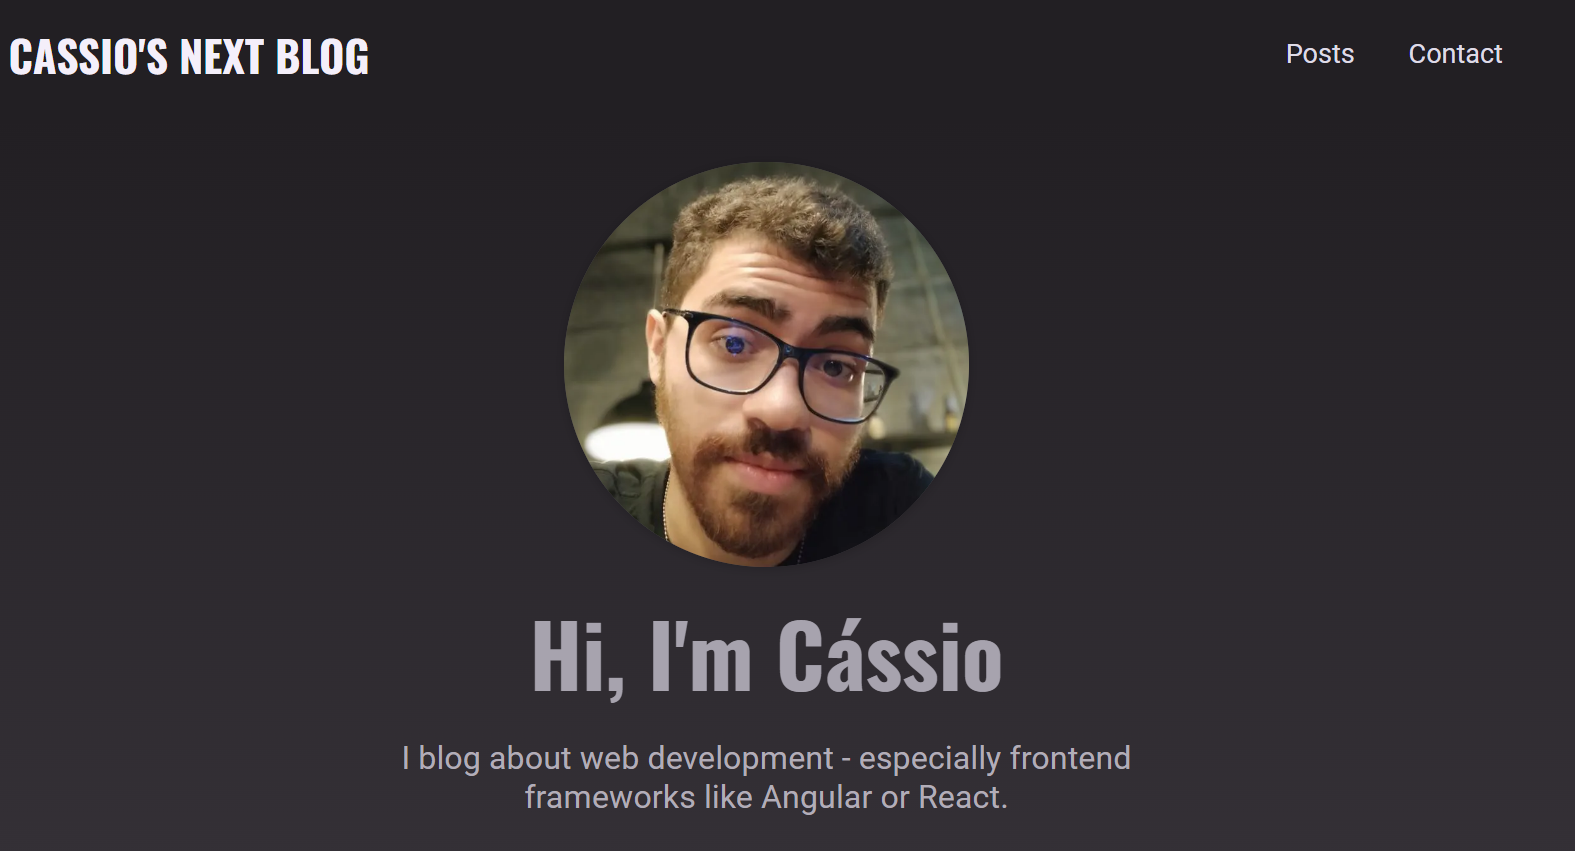 CASSIO'S NEXT BLOG
Posts
Contact
Hi, I'm Cássio
I blog about web development - especially frontend
frameworks like Angular or React.